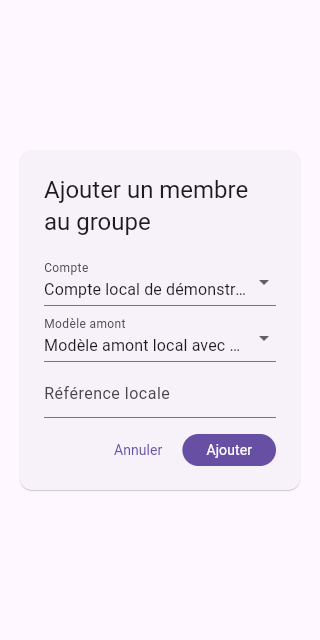 Ajouter un membre
au groupe
Compte
Compte local de démonstr…
Modèle amont
Modèle amont local avec …
Référence locale
Annuler
Ajouter